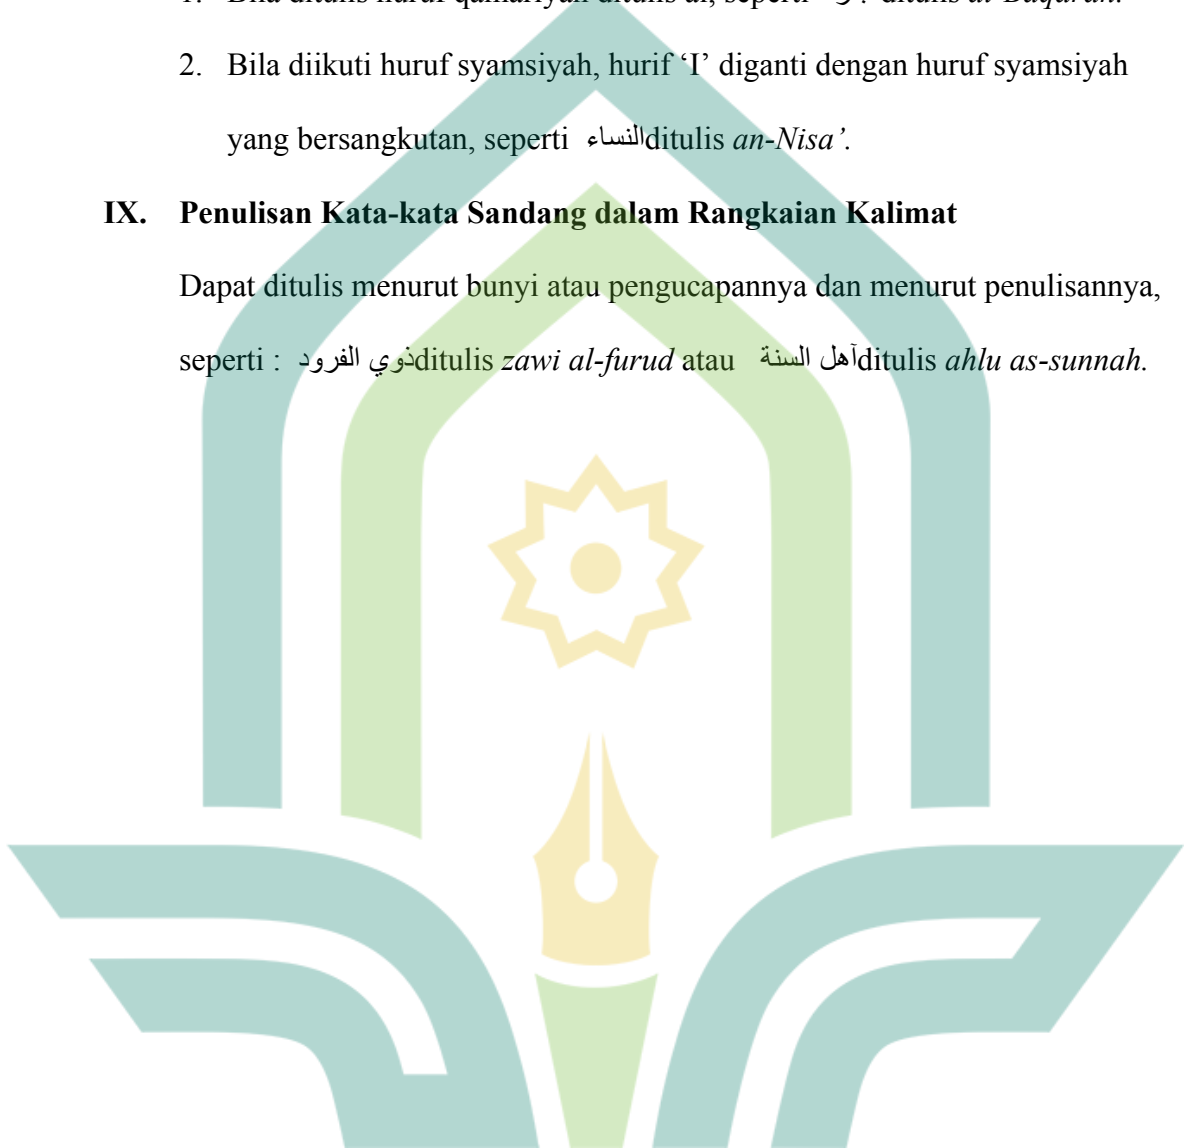 2. Bila diikuti huruf syamsiyah, hurif ‘I’ diganti dengan huruf syamsiyah
yang bersangkutan, seperti النساء ditulis an-Nisa’.
IX. Penulisan Kata-kata Sandang dalam Rangkaian Kalimat
Dapat ditulis menurut bunyi atau pengucapannya dan menurut penulisannya,
seperti : ذوي الفرود ditulis zawi al-furud atau آهل السنة ditulis ahlu as-sunnah.